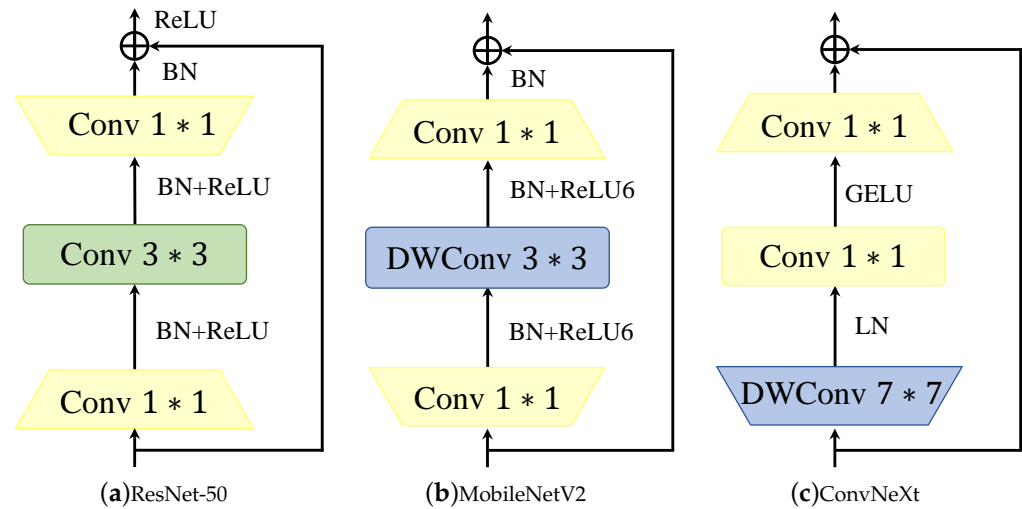 ReLU
BN
Conv 1 ∗ 1
BN+ReLU
Conv 3 ∗ 3
BN+ReLU
Conv 1 ∗ 1
(a)ResNet-50
BN
Conv 1 ∗ 1
BN+ReLU6
DWConv 3 ∗ 3
BN+ReLU6
Conv 1 ∗ 1
(b)MobileNetV2
Conv 1 ∗ 1
GELU
Conv 1 ∗ 1
LN
DWConv 7 ∗ 7
(c)ConvNeXt